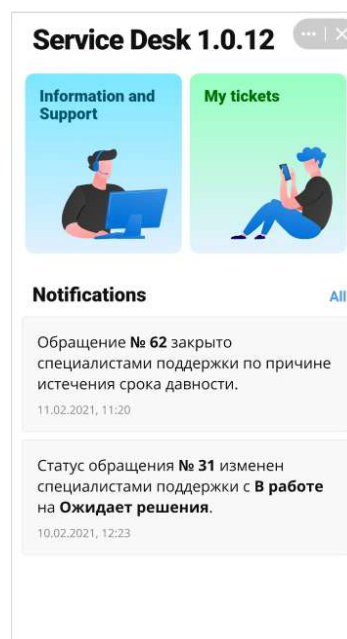 Service Desk 1.0.12
Information and
Support
My tickets
Notifications
All
Обращение № 62 закрыто
специалистами поддержки по причине
истечения срока давности.
11.02.2021, 11:20
Статус обращения № 31 изменен
специалистами поддержки с В работе
на Ожидает решения.
10.02.2021, 12:23